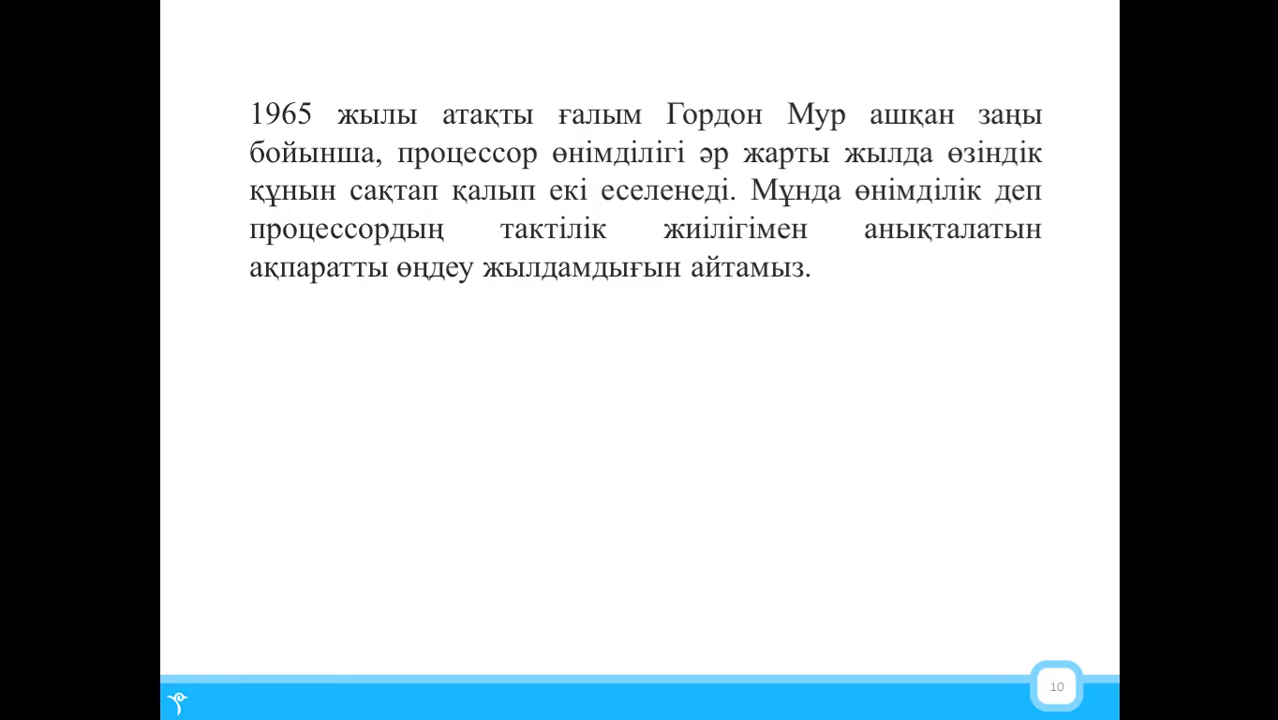 1965 жылы атақты ғалым Гордон Мур ашқан заңы
бойынша, процессор өнімділігі әр жарты жылда өзіндік
құнын сақтап қалып екі еселенеді. Мұнда өнімділік деп
процессордың тактілік жиілігімен анықталатын
ақпаратты өңдеу жылдамдығын айтамыз.
10